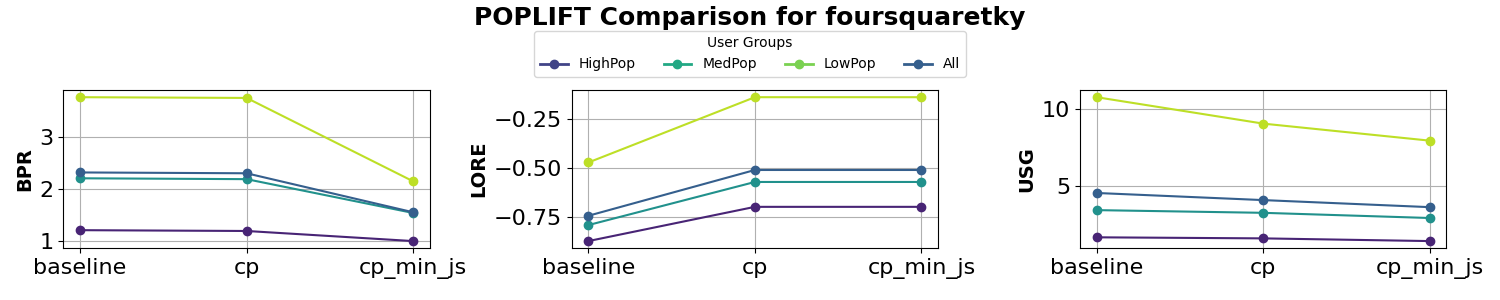 POPLIFT Comparison for foursquaretky
User Groups
HighPop MedPop LowPop All
BPR
3
2
1
baseline cp cp_min_js
LORE
−0.25
−0.50
−0.75
baseline cp cp_min_js
USG
10
5
baseline cp cp_min_js